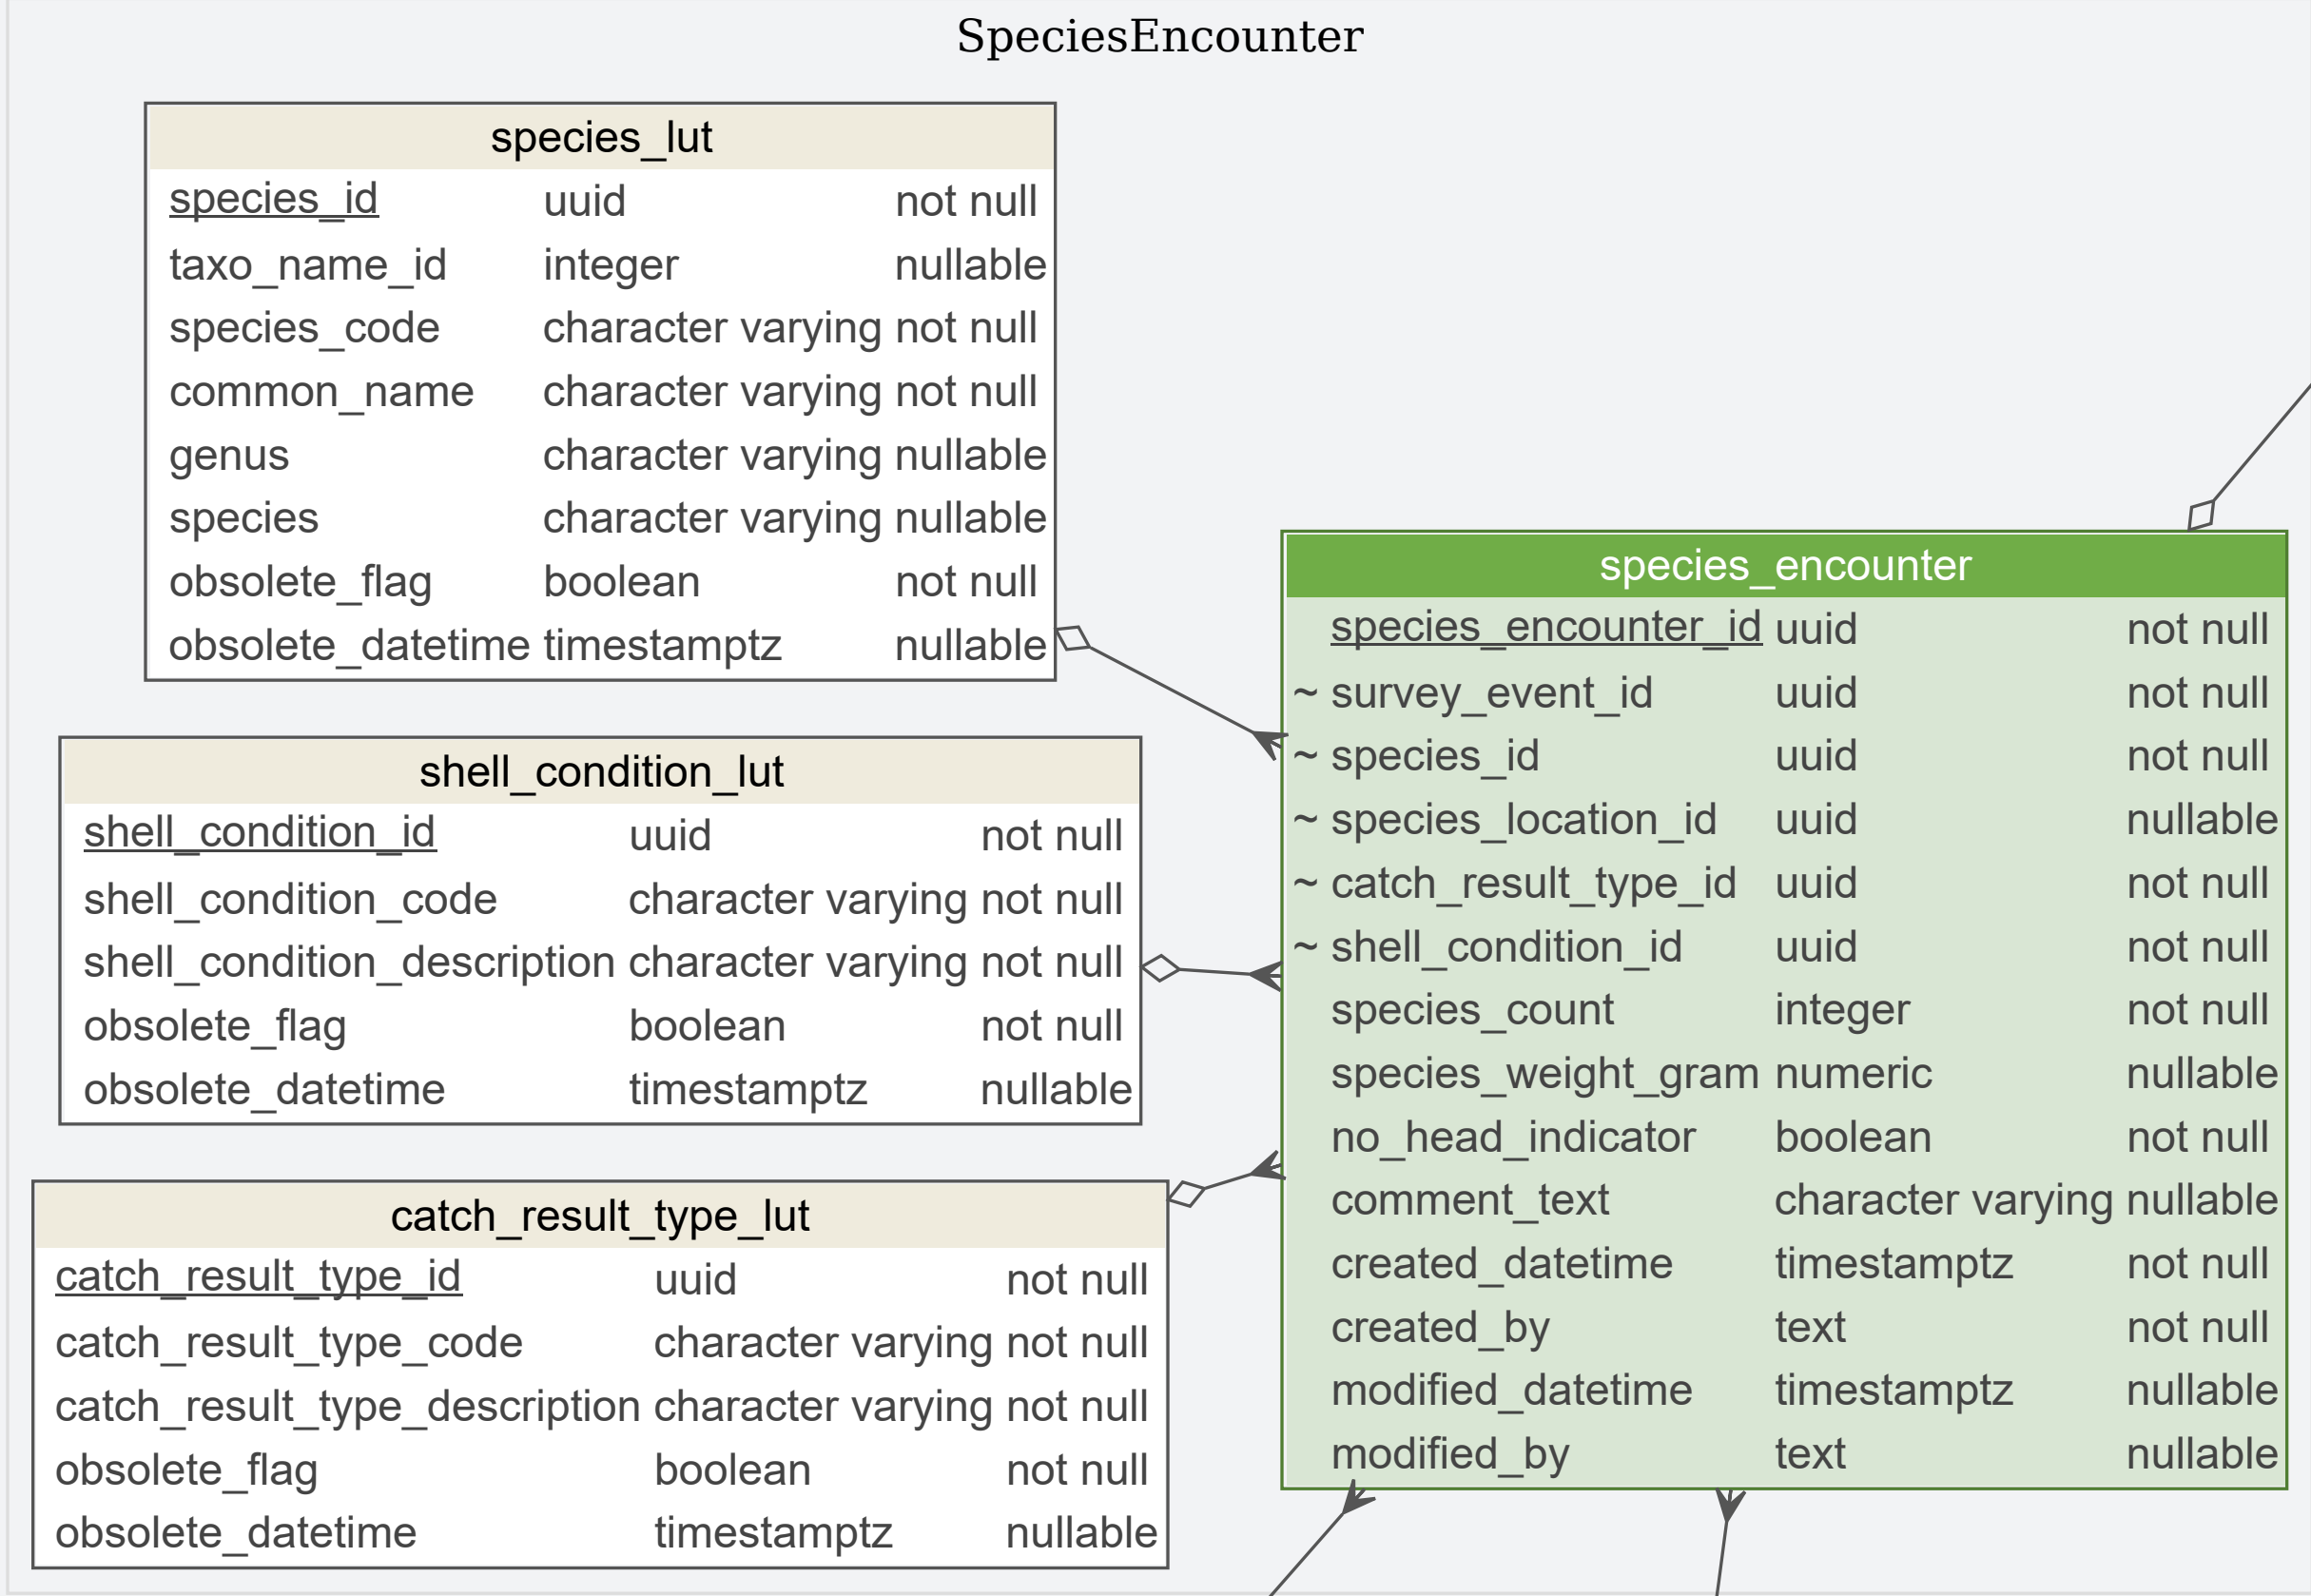 SpeciesEncounter
species_lut
species_id uuid not null
taxo_name_id integer nullable
species_code character varying not null
common_name character varying not null
genus character varying nullable
species character varying nullable
obsolete_flag boolean not null
obsolete_datetime timestamptz nullable
shell_condition_lut
shell_condition_id uuid not null
shell_condition_code character varying not null
shell_condition_description character varying not null
obsolete_flag boolean not null
obsolete_datetime timestamptz nullable
catch_result_type_lut
catch_result_type_id uuid not null
catch_result_type_code character varying not null
catch_result_type_description character varying not null
obsolete_flag boolean not null
obsolete_datetime timestamptz nullable
species_encounter
species_encounter_id uuid not null
~ survey_event_id uuid not null
~ species_id uuid not null
~ species_location_id uuid nullable
~ catch_result_type_id uuid not null
~ shell_condition_id uuid not null
species_count integer not null
species_weight_gram numeric nullable
no_head_indicator boolean not null
comment_text character varying nullable
created_datetime timestamptz not null
created_by text not null
modified_datetime timestamptz nullable
modified_by text nullable